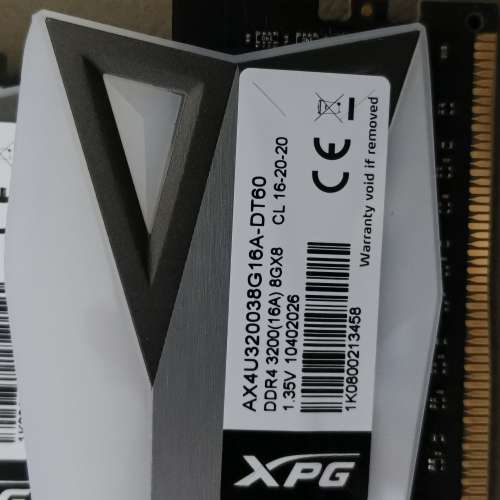 AX4U320038G16A-DT60
DDR4 3200(16A) 8GX8 CL 16-20-20
1.35V 10402026
1K0800213458
Warranty void if removed
CE
XPG